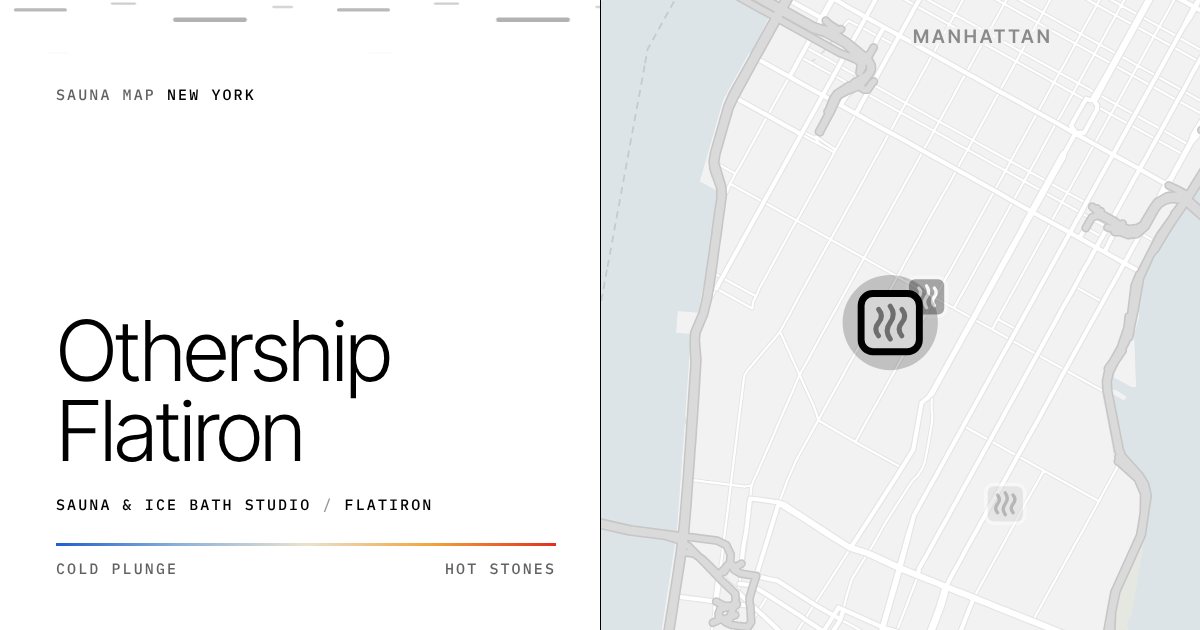 SAUNA MAP NEW YORK
Othership
Flatiron
SAUNA & ICE BATH STUDIO / FLATIRON
COLD PLUNGE
HOT STONES
MANHATTAN